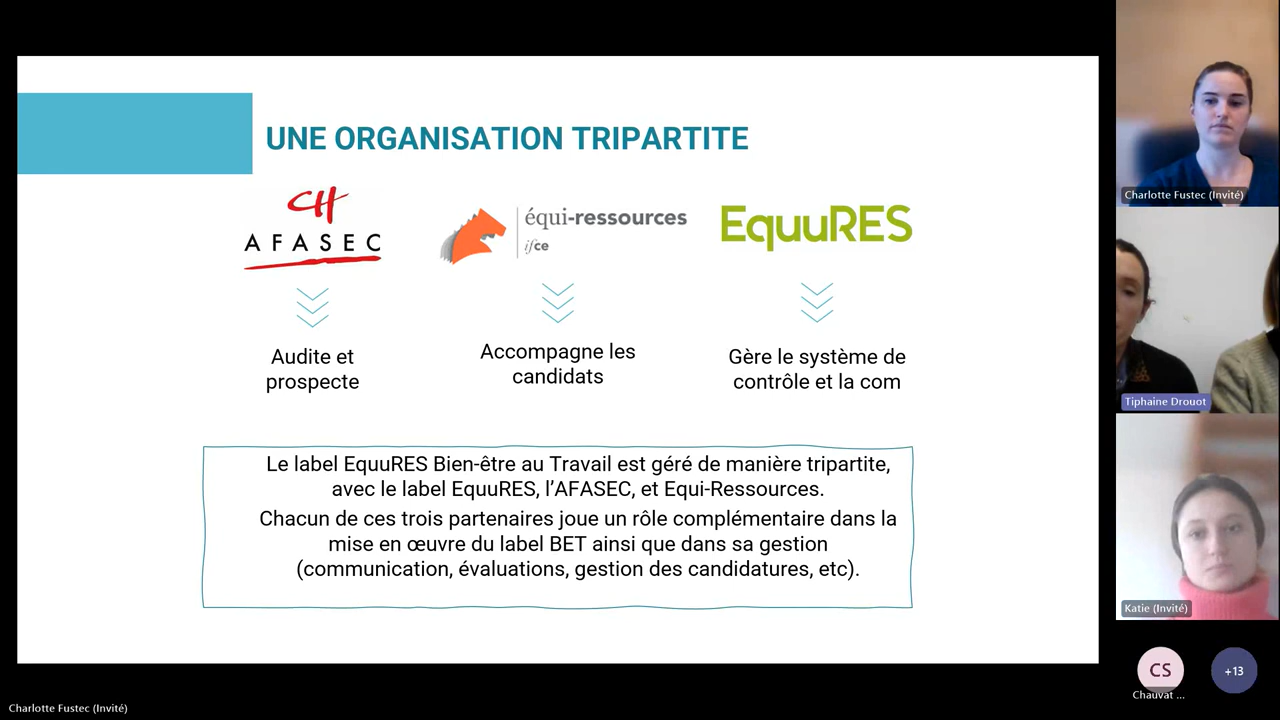 UNE ORGANISATION TRIPARTITE
CH
AFASEC
équi-ressources
ifce
EquuRES
Audite et
prospecte
Accompagne les
candidats
Gère le système de
contrôle et la com
Le label EquuRES Bien-être au Travail est géré de manière tripartite,
avec le label EquuRES, l’AFASEC, et Equi-Ressources.
Chacun de ces trois partenaires joue un rôle complémentaire dans la
mise en œuvre du label BET ainsi que dans sa gestion
(communication, évaluations, gestion des candidatures, etc).
Charlotte Fustec (Invité)
Tiphaine Drouot
Katie (Invité)
CS
+13
Chauvat ...
Charlotte Fustec (Invité)